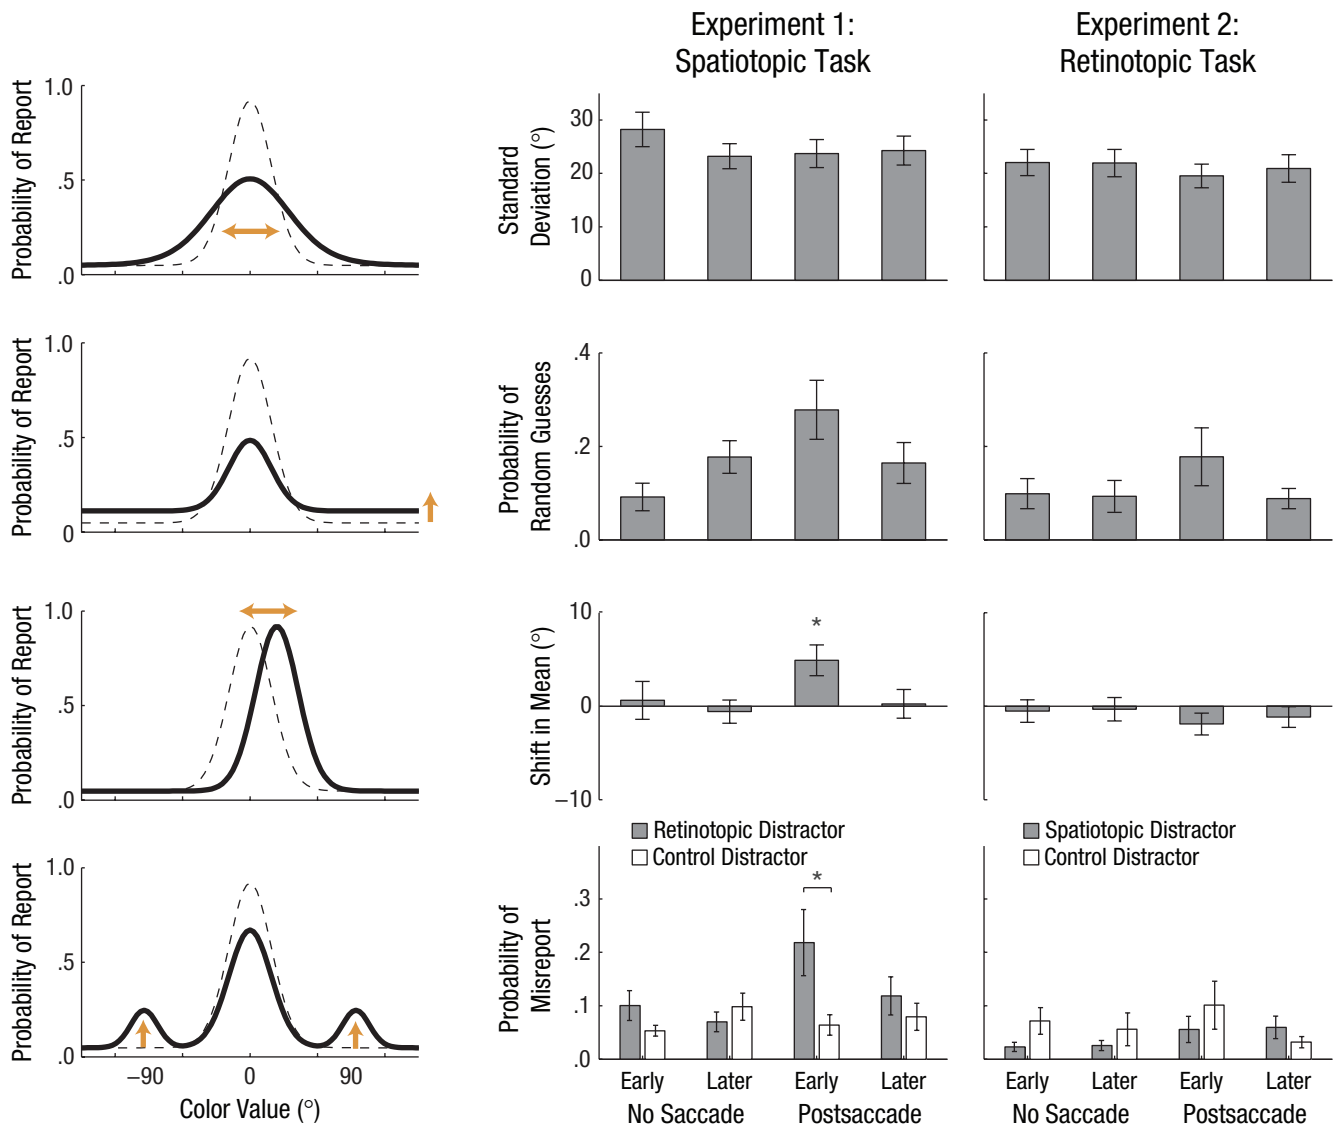 Experiment 1:
Spatiotopic Task
Experiment 2:
Retinotopic Task
Probability of Report
1.0
.5
.0
Standard
Deviation (°)
30
20
10
0
Probability of Report
1.0
.5
0
Probability of
Random Guesses
.4
.2
.0
Probability of Report
1.0
.5
.0
Shift in Mean (°)
10
0
−10
*
Probability of Report
1.0
.5
.0
−90 0 90
Color Value (°)
Probability of
Misreport
.3
.2
.1
.0
Retinotopic Distractor
Control Distractor
*
Spatiotopic Distractor
Control Distractor
Early Later Early Later
No Saccade Postsaccade
Early Later Early Later
No Saccade Postsaccade